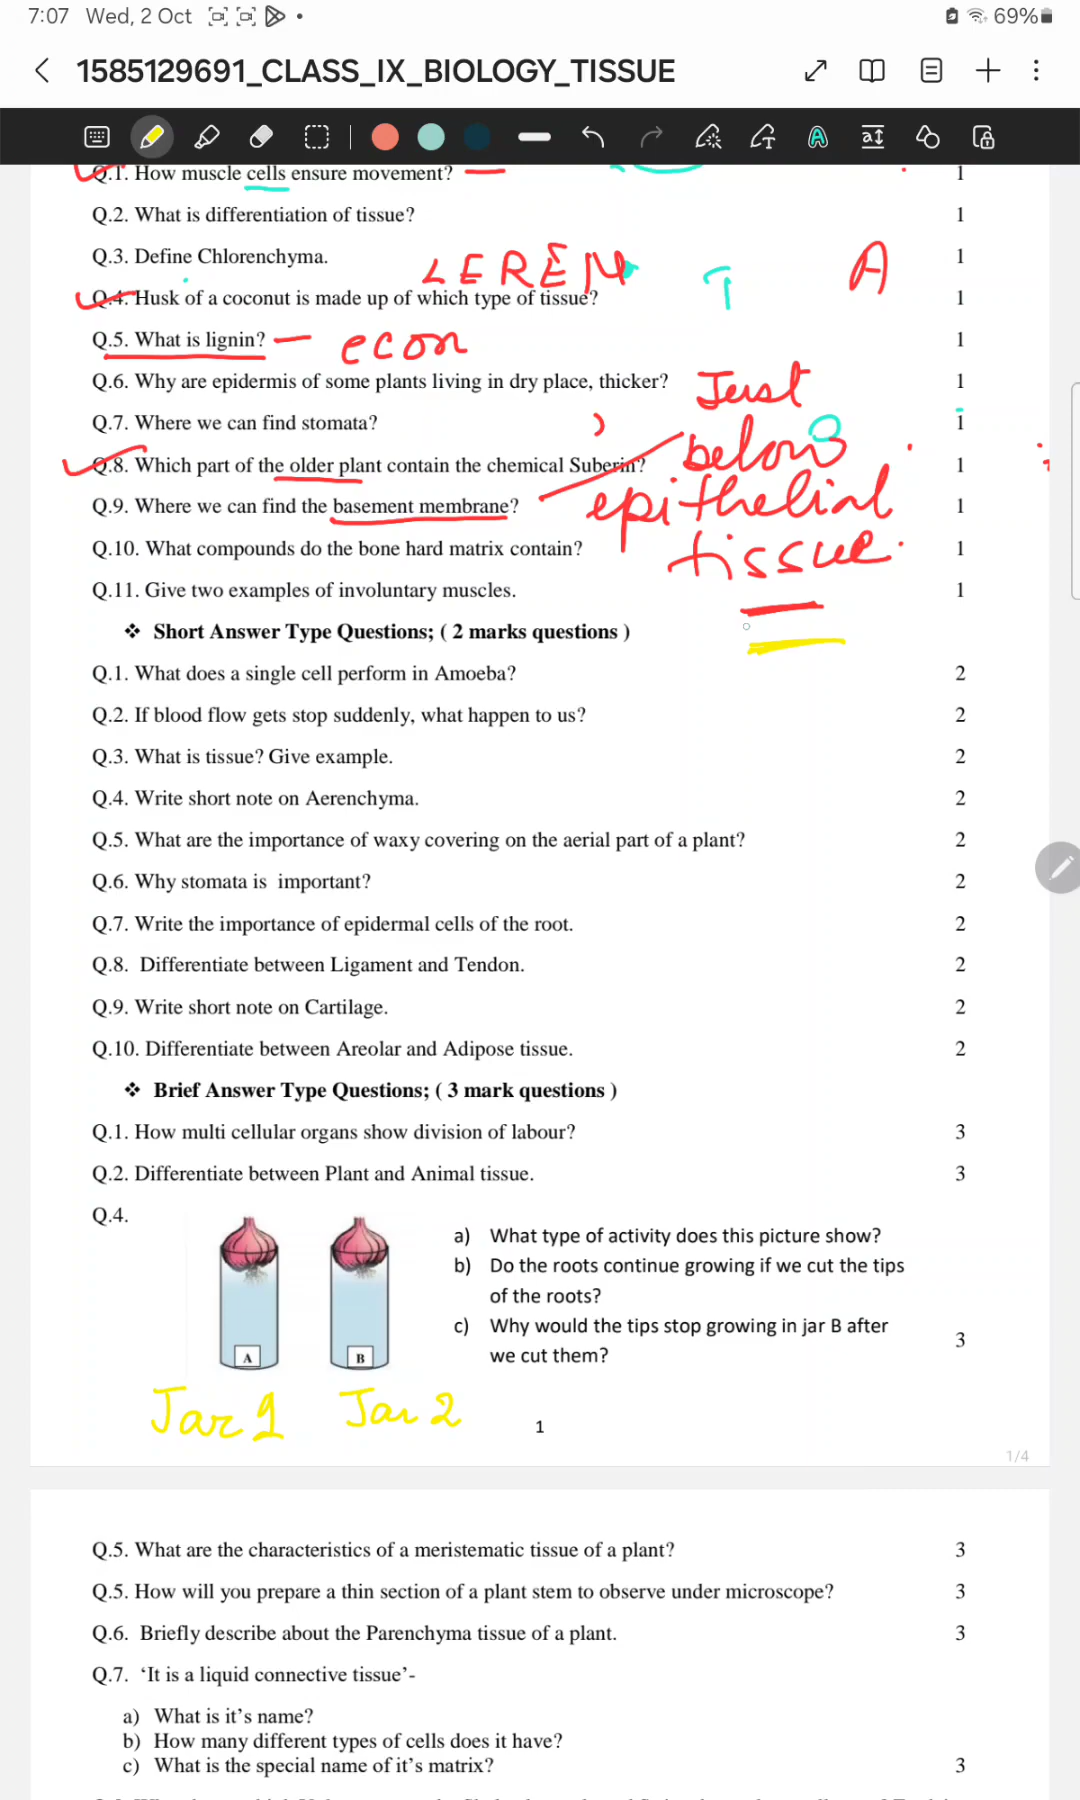 7:07 Wed, 2 Oct
69%
1585129691_CLASS_IX_BIOLOGY_TISSUE
Q.1. How muscle cells ensure movement? 1
Q.2. What is differentiation of tissue? 1
Q.3. Define Chlorenchyma. 1
LEREN T A
Q.4. Husk of a coconut is made up of which type of tissue? 1
Q.5. What is lignin? 1
econ
Q.6. Why are epidermis of some plants living in dry place, thicker? 1
Just
Q.7. Where we can find stomata? 1
below
Q.8. Which part of the older plant contain the chemical Suberin? 1
Q.9. Where we can find the basement membrane? 1
epithelial
Q.10. What compounds do the bone hard matrix contain? 1
tissue.
Q.11. Give two examples of involuntary muscles. 1
❖ Short Answer Type Questions; ( 2 marks questions )
Q.1. What does a single cell perform in Amoeba? 2
Q.2. If blood flow gets stop suddenly, what happen to us? 2
Q.3. What is tissue? Give example. 2
Q.4. Write short note on Aerenchyma. 2
Q.5. What are the importance of waxy covering on the aerial part of a plant? 2
Q.6. Why stomata is important? 2
Q.7. Write the importance of epidermal cells of the root. 2
Q.8. Differentiate between Ligament and Tendon. 2
Q.9. Write short note on Cartilage. 2
Q.10. Differentiate between Areolar and Adipose tissue. 2
❖ Brief Answer Type Questions; ( 3 mark questions )
Q.1. How multi cellular organs show division of labour? 3
Q.2. Differentiate between Plant and Animal tissue. 3
Q.4.
a) What type of activity does this picture show?
b) Do the roots continue growing if we cut the tips
of the roots?
c) Why would the tips stop growing in jar B after
we cut them? 3
A B
Jar 1 Jar 2
1
1/4
Q.5. What are the characteristics of a meristematic tissue of a plant? 3
Q.5. How will you prepare a thin section of a plant stem to observe under microscope? 3
Q.6. Briefly describe about the Parenchyma tissue of a plant. 3
Q.7. ‘It is a liquid connective tissue’-
a) What is it’s name?
b) How many different types of cells does it have?
c) What is the special name of it’s matrix? 3